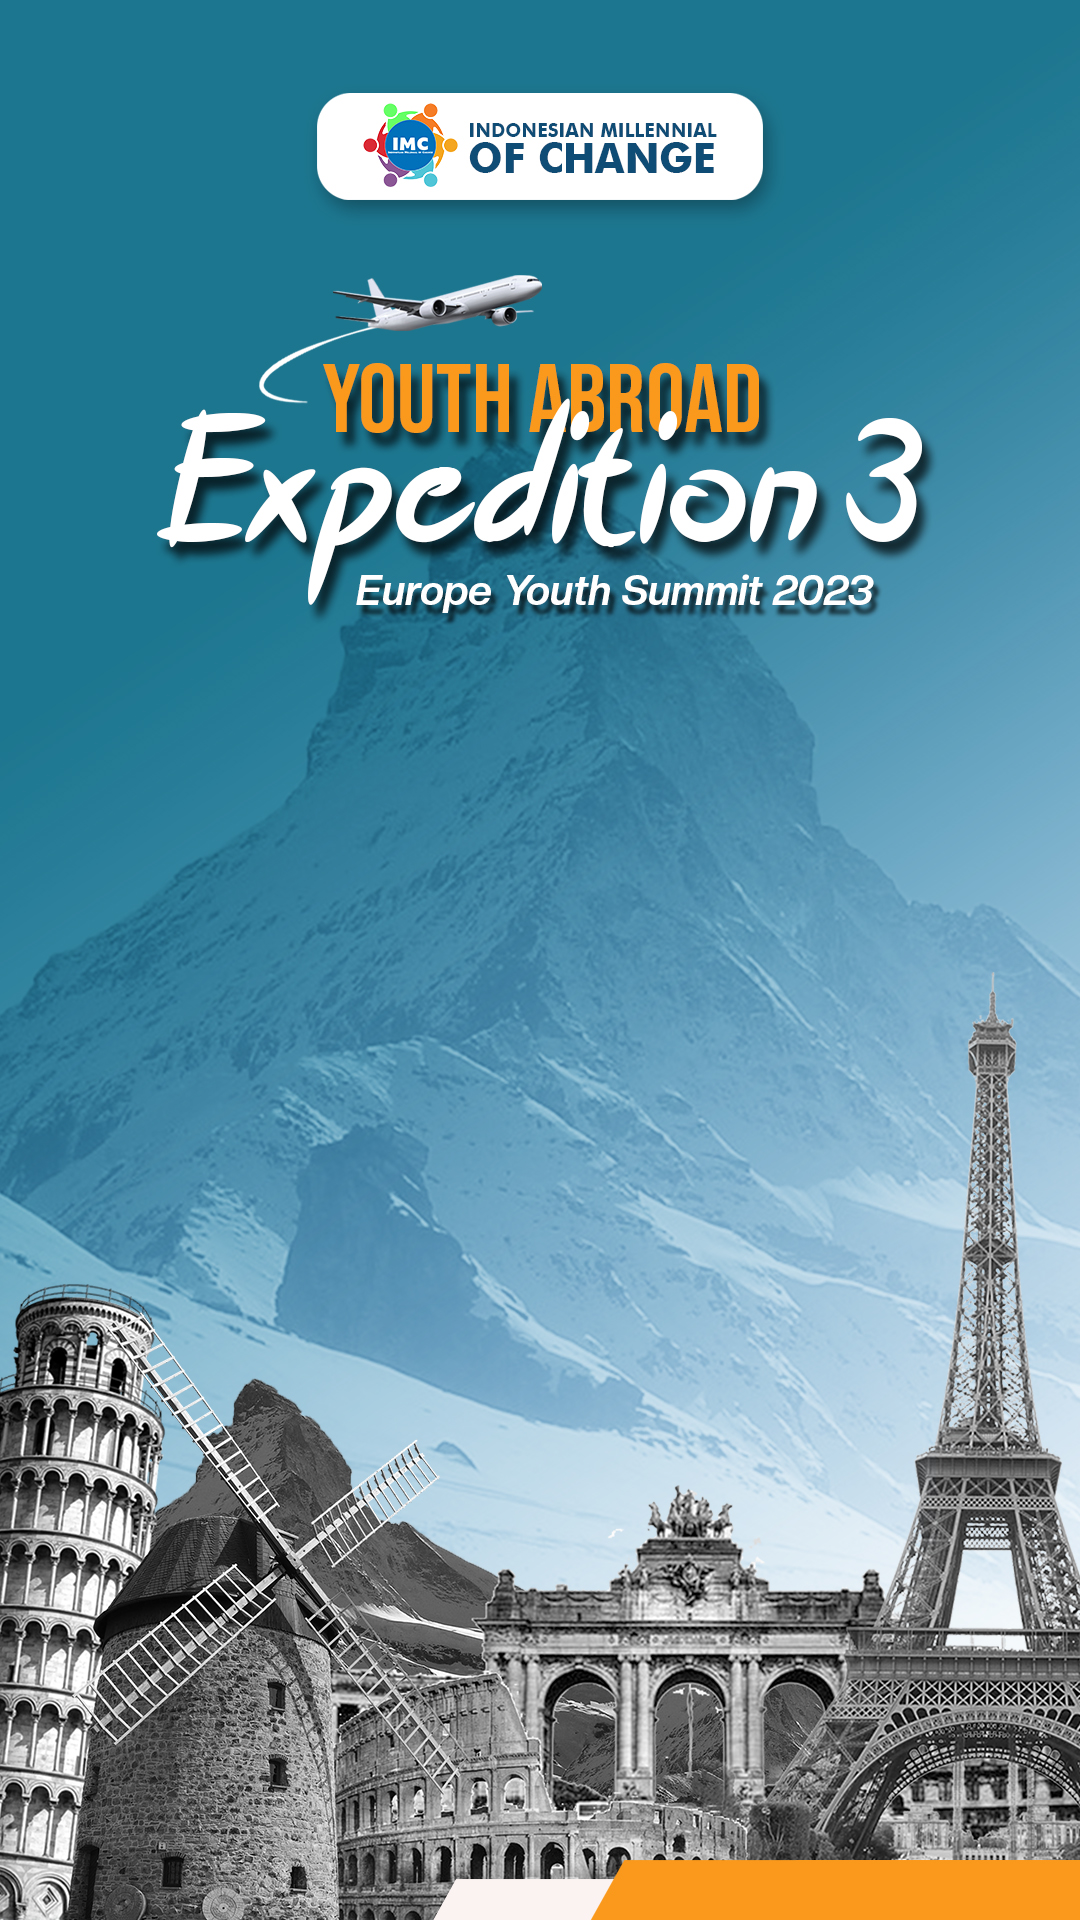 IMC
INDONESIAN MILLENNIAL
OF CHANGE
YOUTH ABROAD
Expedition 3
Europe Youth Summit 2023